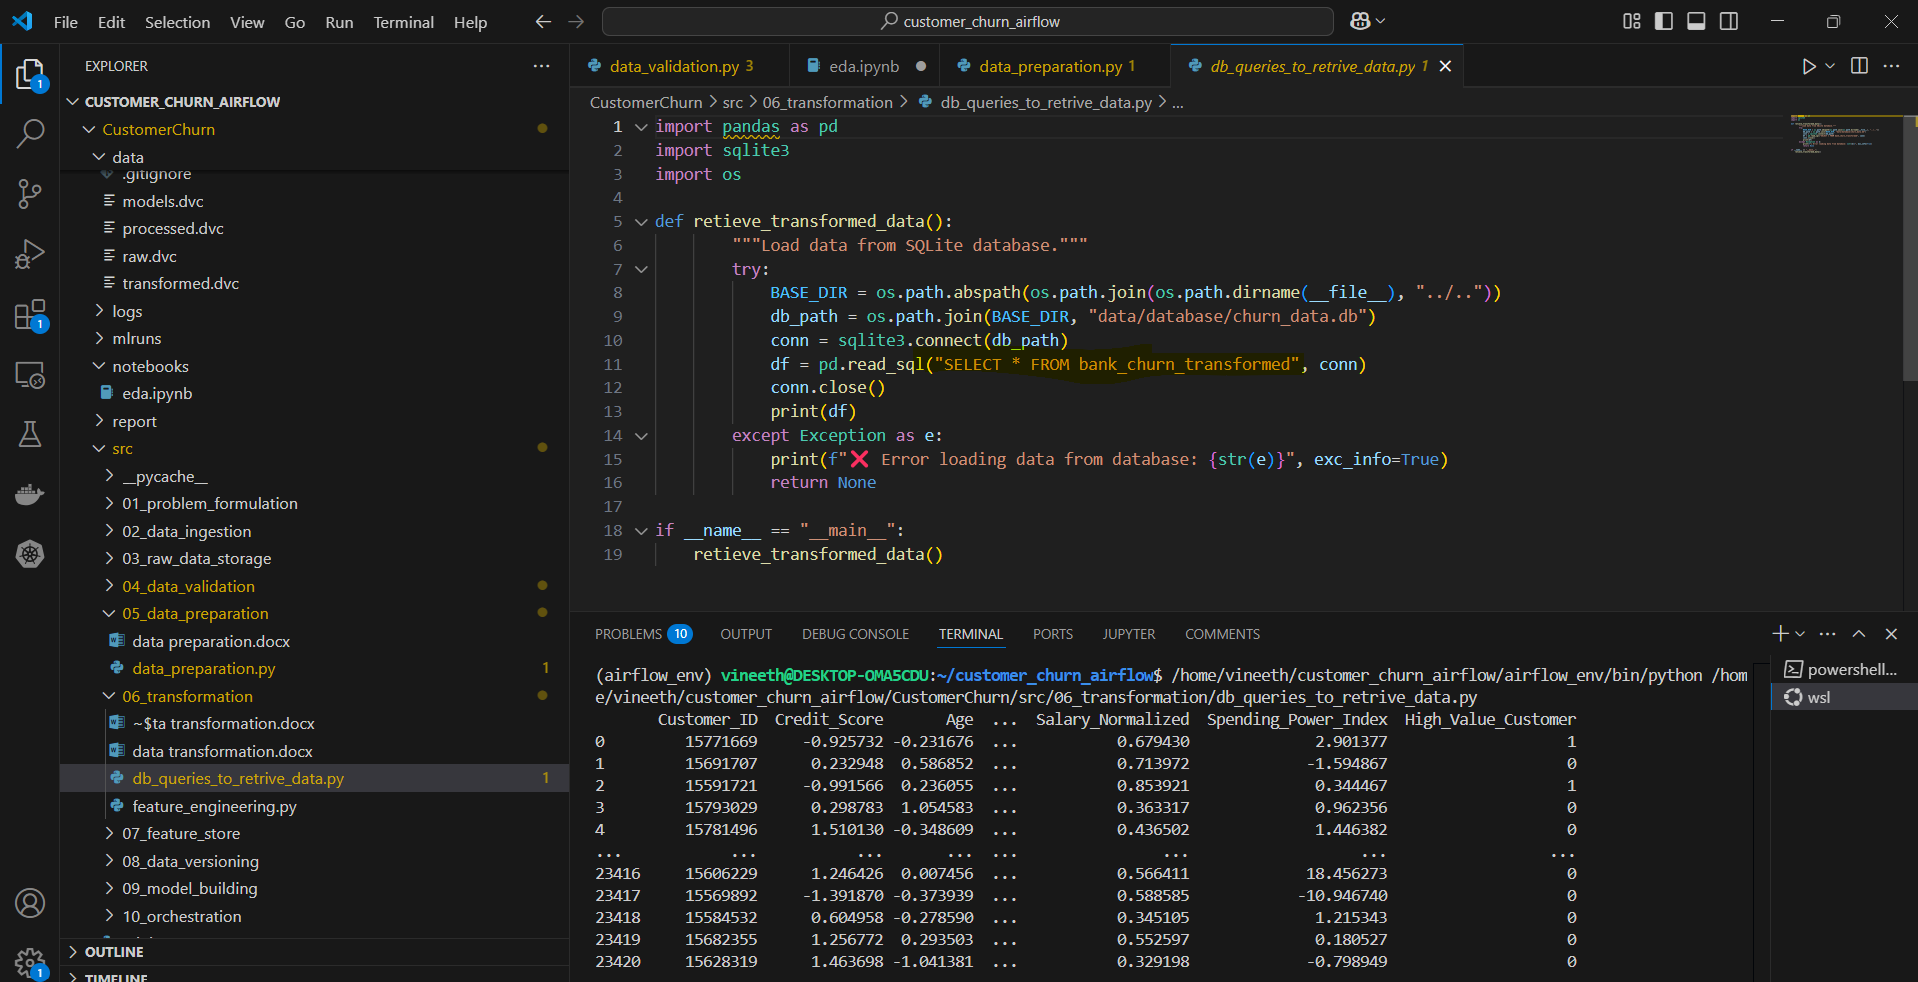 File Edit Selection View Go Run Terminal Help
customer_churn_airflow
EXPLORER
CUSTOMER_CHURN_AIRFLOW
CustomerChurn
data
.gitignore
models.dvc
processed.dvc
raw.dvc
transformed.dvc
logs
mlruns
notebooks
eda.ipynb
report
src
__pycache__
01_problem_formulation
02_data_ingestion
03_raw_data_storage
04_data_validation
05_data_preparation
data preparation.docx
data_preparation.py 1
06_transformation
~$ta transformation.docx
data transformation.docx
db_queries_to_retrive_data.py 1
feature_engineering.py
07_feature_store
08_data_versioning
09_model_building
10_orchestration
OUTLINE
TIMELINE
1
1
1
data_validation.py 3
eda.ipynb
data_preparation.py 1
db_queries_to_retrive_data.py 1
CustomerChurn > src > 06_transformation > db_queries_to_retrive_data.py > ...
1 import pandas as pd
2 import sqlite3
3 import os
4
5 def retieve_transformed_data():
6 """Load data from SQLite database."""
7 try:
8 BASE_DIR = os.path.abspath(os.path.join(os.path.dirname(__file__), "../.."))
9 db_path = os.path.join(BASE_DIR, "data/database/churn_data.db")
10 conn = sqlite3.connect(db_path)
11 df = pd.read_sql("SELECT * FROM bank_churn_transformed", conn)
12 conn.close()
13 print(df)
14 except Exception as e:
15 print(f"❌ Error loading data from database: {str(e)}", exc_info=True)
16 return None
17
18 if __name__ == "__main__":
19 retieve_transformed_data()
PROBLEMS 10 OUTPUT DEBUG CONSOLE TERMINAL PORTS JUPYTER COMMENTS
(airflow_env) vineeth@DESKTOP-OMA5CDU:~/customer_churn_airflow$ /home/vineeth/customer_churn_airflow/airflow_env/bin/python /hom
e/vineeth/customer_churn_airflow/CustomerChurn/src/06_transformation/db_queries_to_retrive_data.py
Customer_ID Credit_Score Age ... Salary_Normalized Spending_Power_Index High_Value_Customer
0 15771669 -0.925732 -0.231676 ... 0.679430 2.901377 1
1 15691707 0.232948 0.586852 ... 0.713972 -1.594867 0
2 15591721 -0.991566 0.236055 ... 0.853921 0.344467 1
3 15793029 0.298783 1.054583 ... 0.363317 0.962356 0
4 15781496 1.510130 -0.348609 ... 0.436502 1.446382 0
... ... ... ... ... ... ... ...
23416 15606229 1.246426 0.007456 ... 0.566411 18.456273 0
23417 15569892 -1.391870 -0.373939 ... 0.588585 -10.946740 0
23418 15584532 0.604958 -0.278590 ... 0.345105 1.215343 0
23419 15682355 1.256772 0.293503 ... 0.552597 0.180527 0
23420 15628319 1.463698 -1.041381 ... 0.329198 -0.798949 0
powershell...
wsl